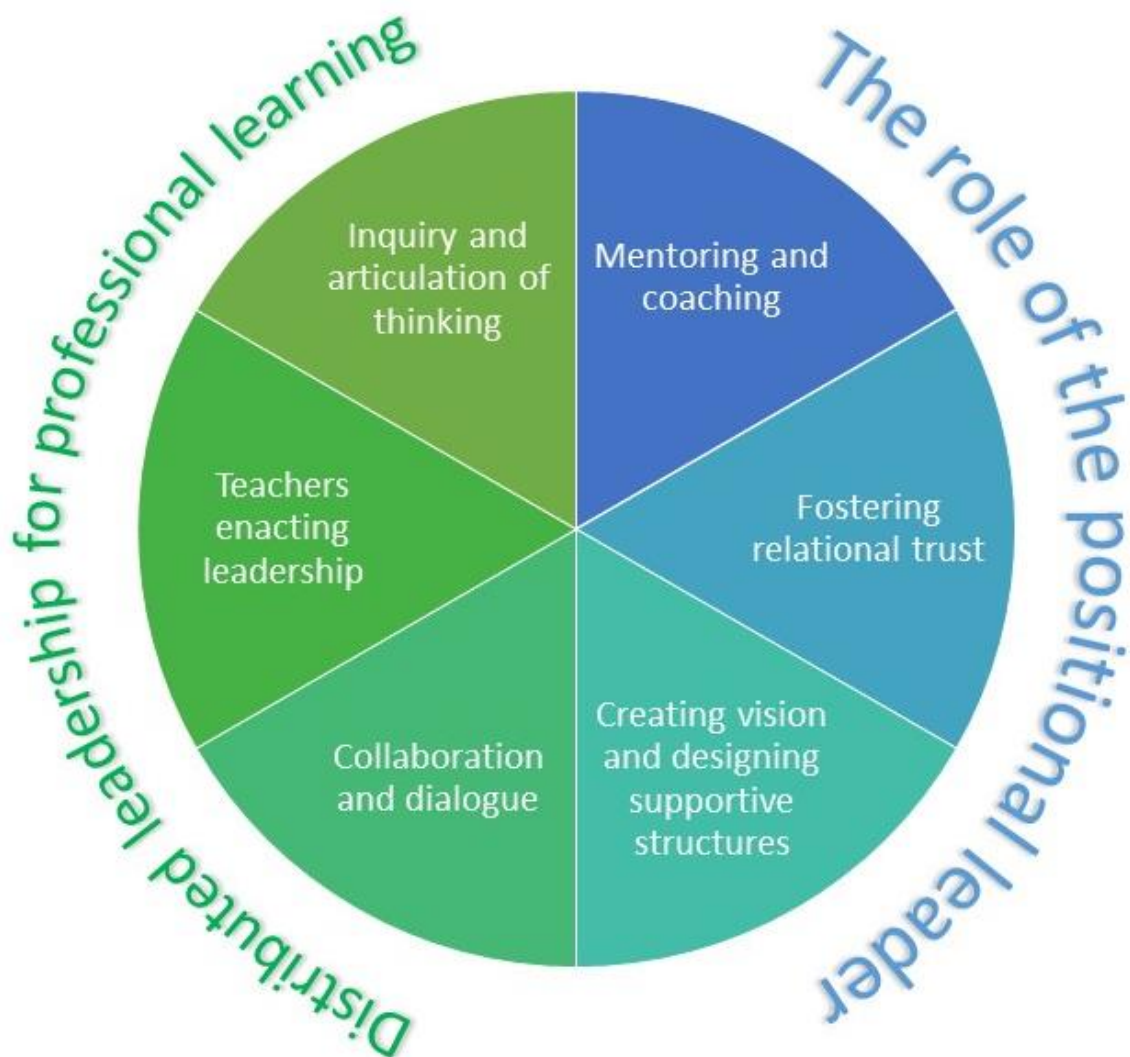 Distributed leadership for professional learning
The role of the positional leader
Inquiry and
articulation of
thinking
Mentoring and
coaching
Teachers
enacting
leadership
Fostering
relational trust
Collaboration
and dialogue
Creating vision
and designing
supportive
structures